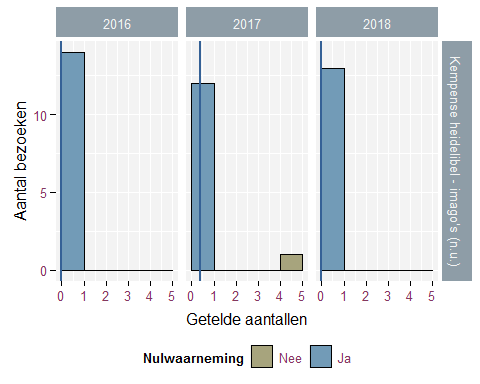 2016 2017 2018
Kempense heidelibel - imago's (n.u.)
Aantal bezoeken
10
5
0
0 1 2 3 4 5 0 1 2 3 4 5 0 1 2 3 4 5
Getelde aantallen
Nulwaarneming Nee Ja